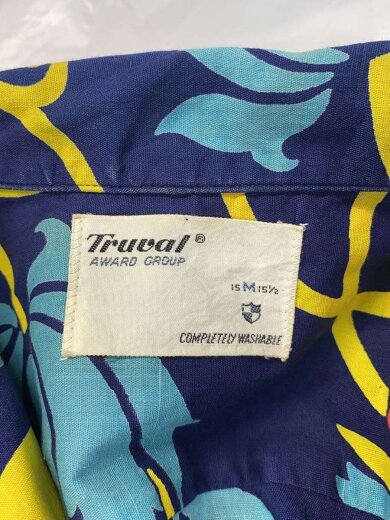 Truval ®
AWARD GROUP
15 M 15½
COMPLETELY WASHABLE